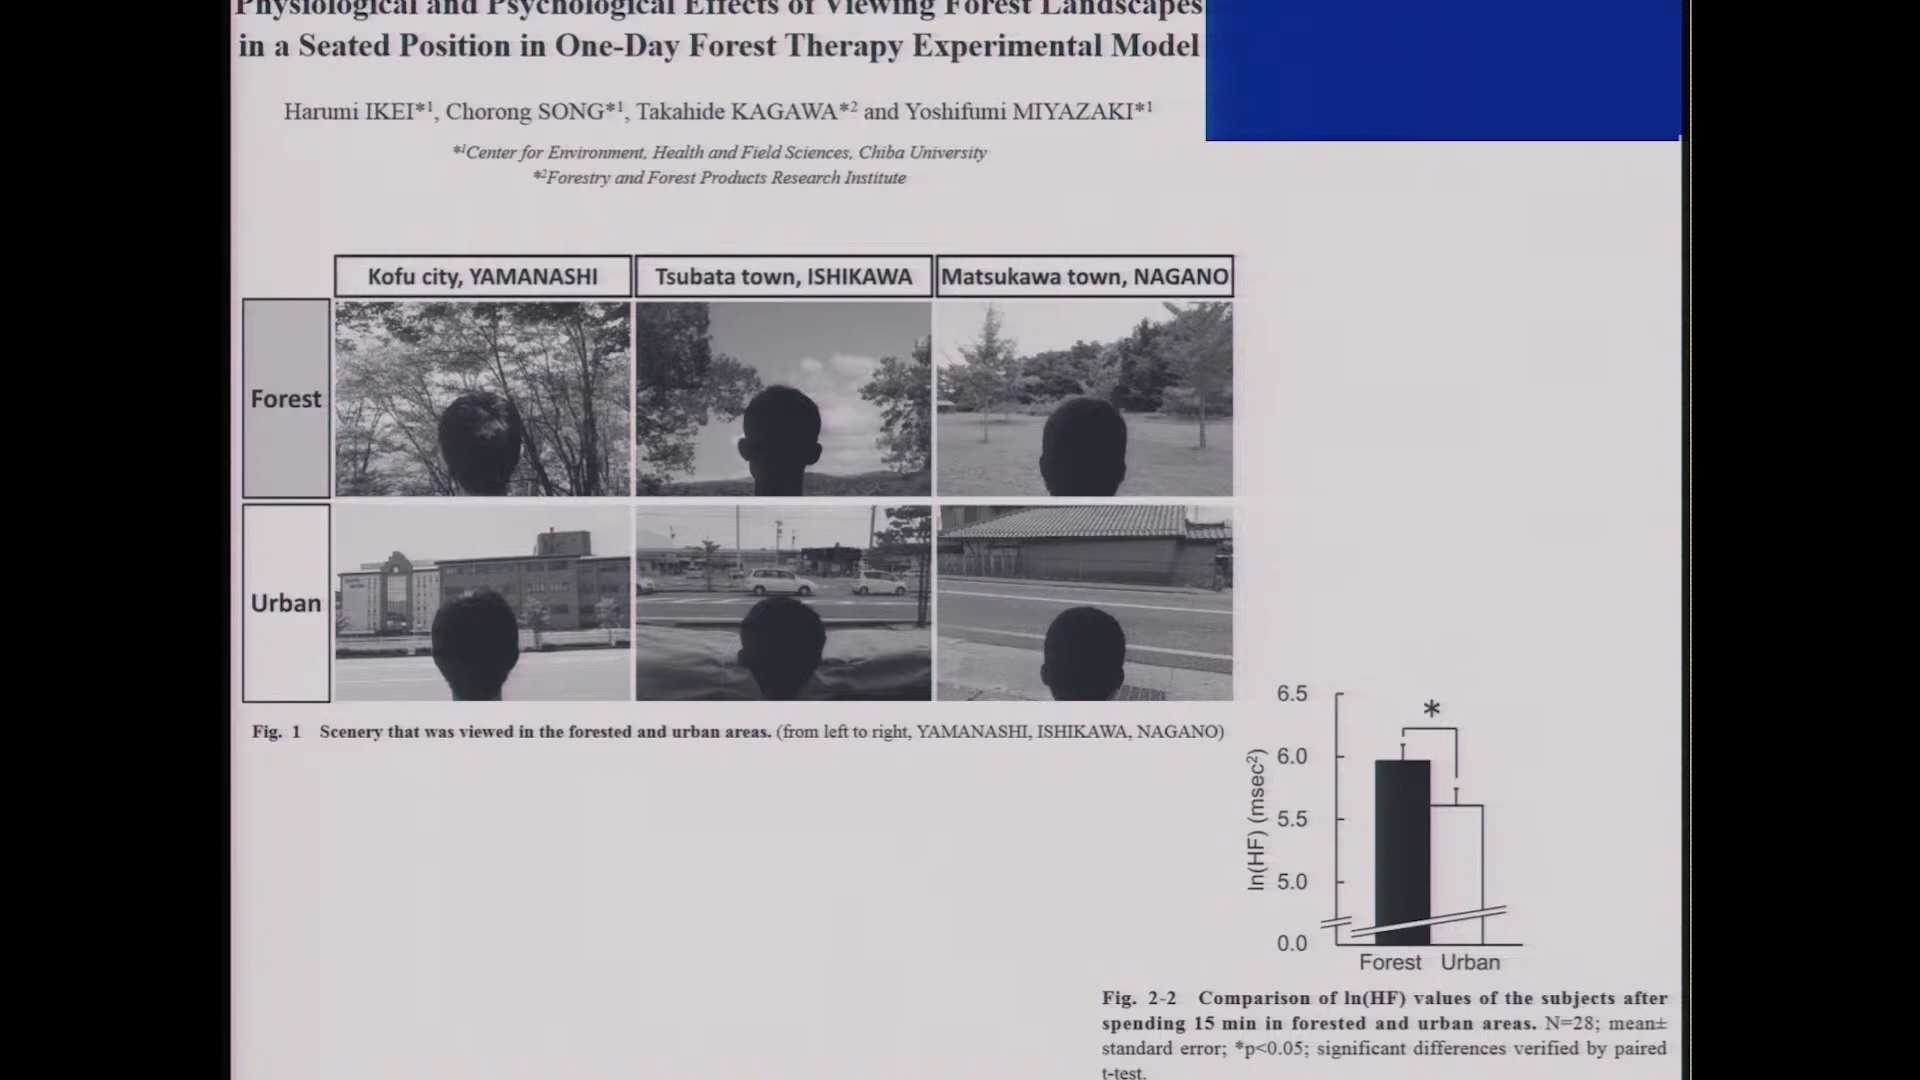 Physiological and Psychological Effects of Viewing Forest Landscapes
in a Seated Position in One-Day Forest Therapy Experimental Model
Harumi IKEI*1, Chorong SONG*1, Takahide KAGAWA*2 and Yoshifumi MIYAZAKI*1
*1Center for Environment, Health and Field Sciences, Chiba University
*2Forestry and Forest Products Research Institute
Kofu city, YAMANASHI
Tsubata town, ISHIKAWA
Matsukawa town, NAGANO
Forest
Urban
Fig. 1 Scenery that was viewed in the forested and urban areas. (from left to right, YAMANASHI, ISHIKAWA, NAGANO)
6.5
*
6.0
5.5
5.0
0.0
ln(HF) (msec2)
Forest Urban
Fig. 2-2 Comparison of ln(HF) values of the subjects after
spending 15 min in forested and urban areas. N=28; mean±
standard error; *p<0.05; significant differences verified by paired
t-test.